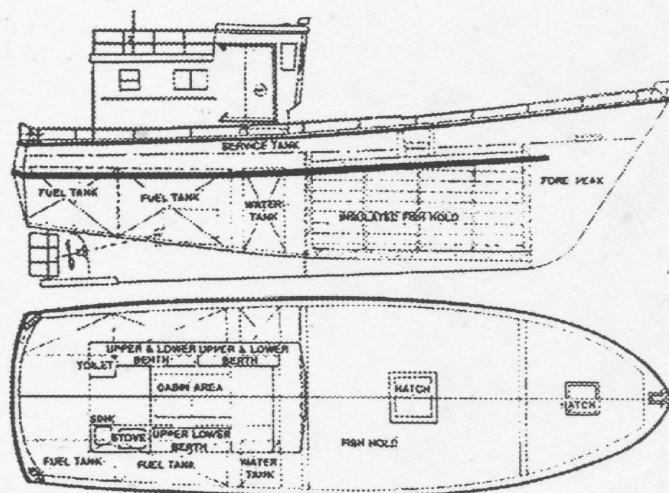 SERVICE TANK
FUEL TANK
FUEL TANK
WATER
TANK
INSULATED FISH HOLD
FORE PEAK
UPPER & LOWER
BERTH
UPPER & LOWER
BERTH
TOILET
CABIN AREA
HATCH
HATCH
SINK
STOVE
UPPER LOWER
BERTH
FISH HOLD
FUEL TANK
FUEL TANK
WATER
TANK